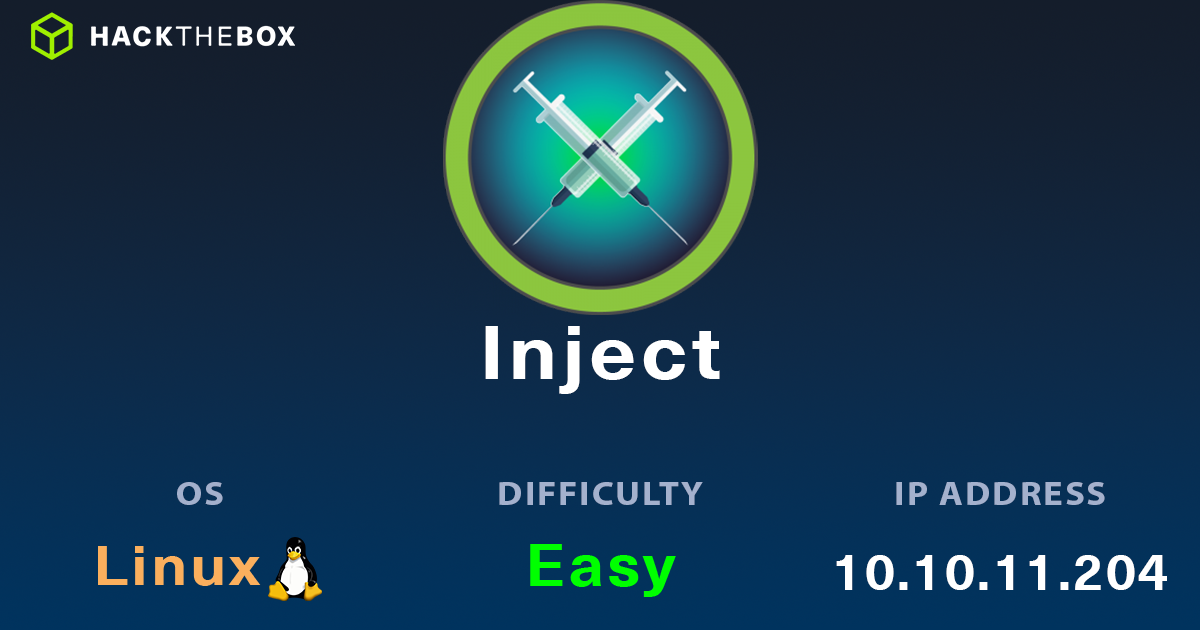 HACKTHEBOX
Inject
OS
DIFFICULTY
IP ADDRESS
Linux
Easy
10.10.11.204